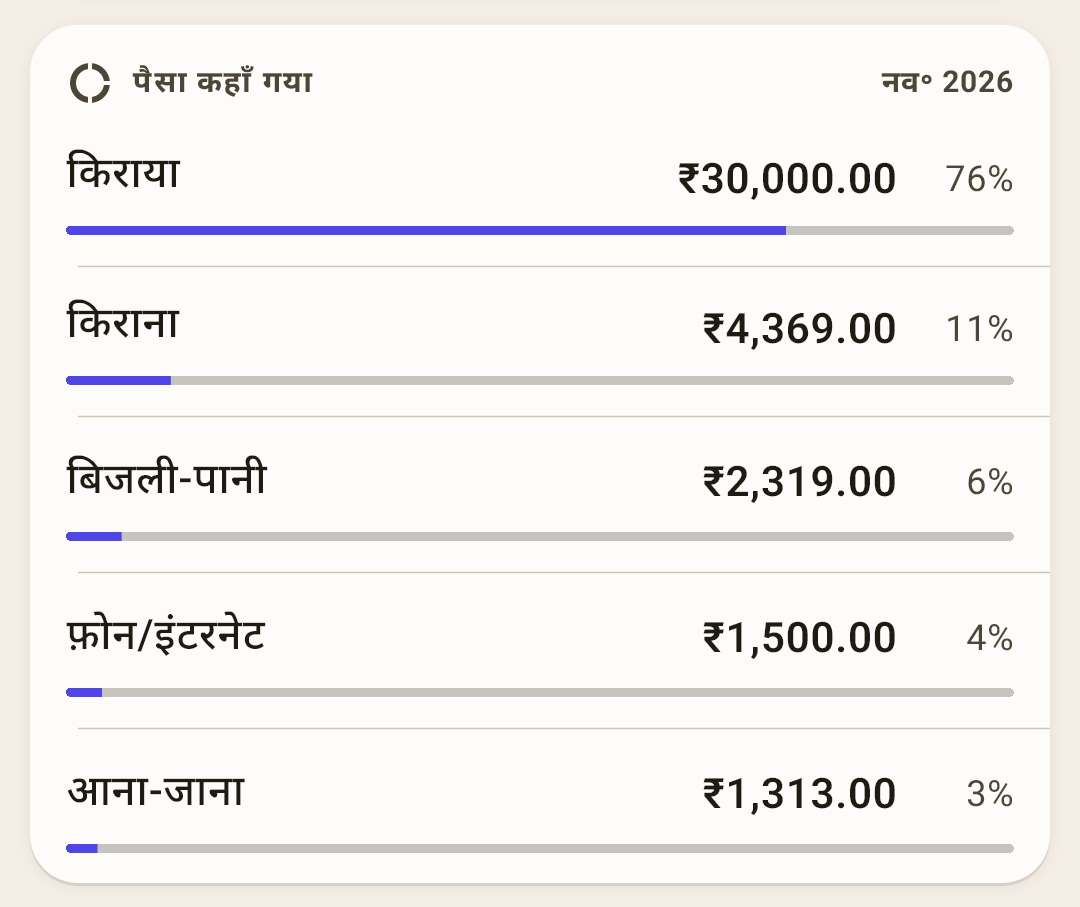 पैसा कहाँ गया नव॰ 2026
किराया ₹30,000.00 76%
किराना ₹4,369.00 11%
बिजली-पानी ₹2,319.00 6%
फ़ोन/इंटरनेट ₹1,500.00 4%
आना-जाना ₹1,313.00 3%